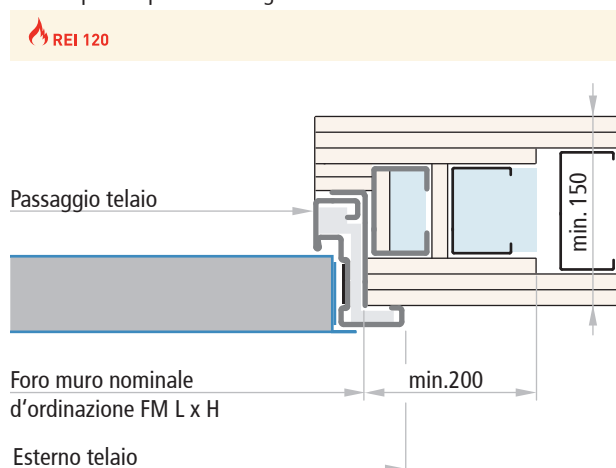 REI 120
Passaggio telaio
min. 150
Foro muro nominale
d'ordinazione FM L x H
min.200
Esterno telaio